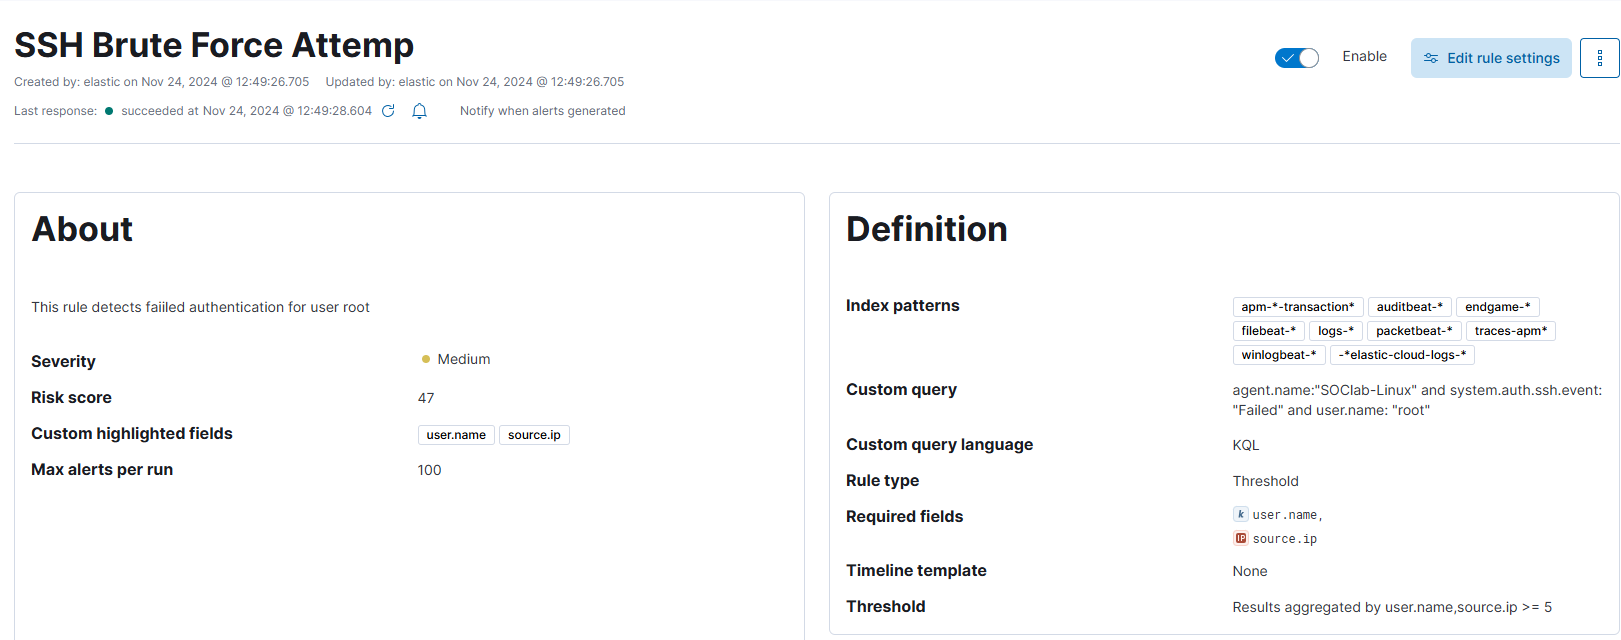 SSH Brute Force Attemp
Enable
Edit rule settings
Created by: elastic on Nov 24, 2024 @ 12:49:26.705 Updated by: elastic on Nov 24, 2024 @ 12:49:26.705
Last response: succeeded at Nov 24, 2024 @ 12:49:28.604 Notify when alerts generated
About
This rule detects faiiled authentication for user root
Severity Medium
Risk score 47
Custom highlighted fields user.name source.ip
Max alerts per run 100
Definition
Index patterns apm-*-transaction* auditbeat-* endgame-*
filebeat-* logs-* packetbeat-* traces-apm*
winlogbeat-* -*elastic-cloud-logs-*
Custom query agent.name:"SOClab-Linux" and system.auth.ssh.event:
"Failed" and user.name: "root"
Custom query language KQL
Rule type Threshold
Required fields k user.name,
IP source.ip
Timeline template None
Threshold Results aggregated by user.name,source.ip >= 5